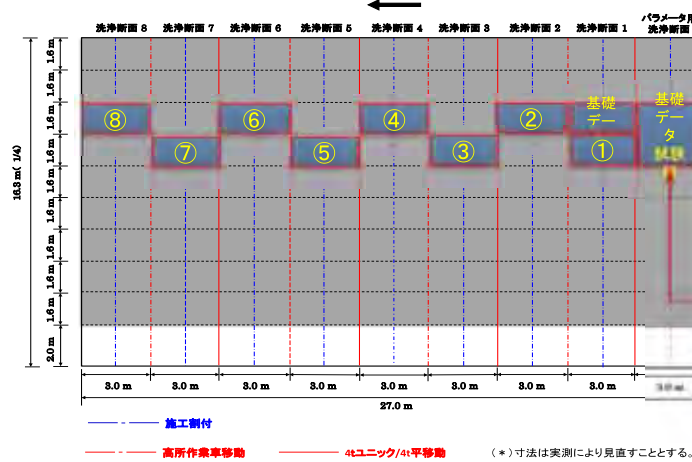 洗浄断面 8 洗浄断面 7 洗浄断面 6 洗浄断面 5 洗浄断面 4 洗浄断面 3 洗浄断面 2 洗浄断面 1
パラメータ用
洗浄断面
16.3 m( 1/4)
1.6 m
1.6 m
1.6 m
1.6 m
1.6 m
1.6 m
1.6 m
1.6 m
1.6 m
2.0 m
⑧
⑥
④
②
基礎
デー
基礎
デー
タ
試験
⑦
⑤
③
①
3.0 m 3.0 m 3.0 m 3.0 m 3.0 m 3.0 m 3.0 m 3.0 m 3.0 m
27.0 m
施工割付
高所作業車移動
4tユニック/4t平移動
(*)寸法は実測により見直すこととする。